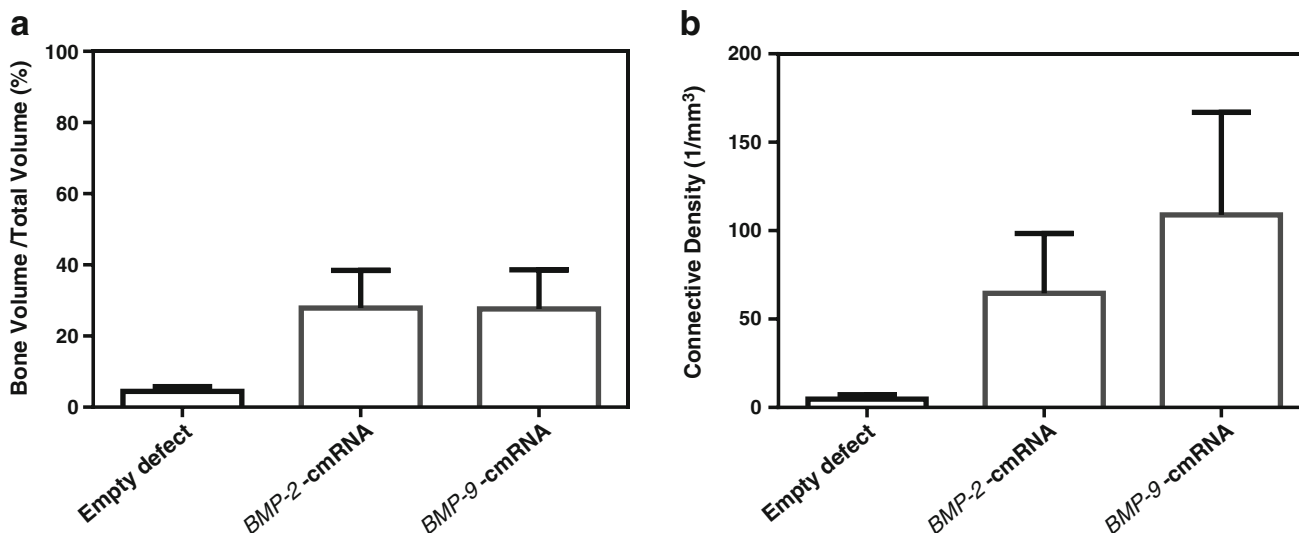 a
Bone Volume /Total Volume (%)
100
80
60
40
20
0
Empty defect
BMP-2 -cmRNA
BMP-9 -cmRNA
b
Connective Density (1/mm³)
200
150
100
50
0
Empty defect
BMP-2 -cmRNA
BMP-9 -cmRNA